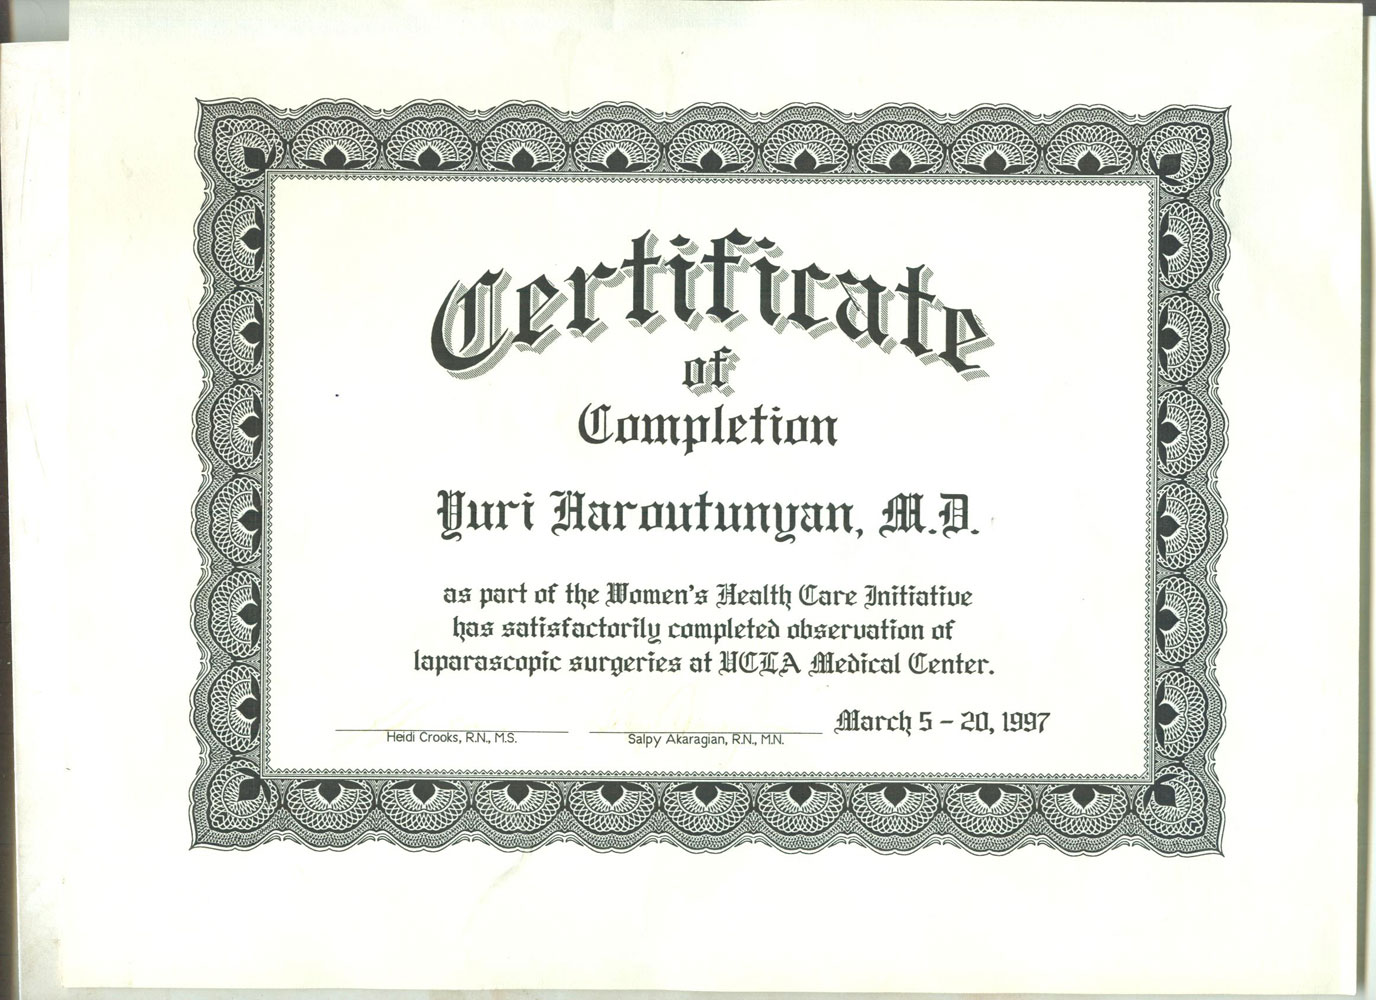 Certificate
of
Completion
Yuri Haroutunyan, M.D.
as part of the Women's Health Care Initiative
has satisfactorily completed observation of
laparascopic surgeries at UCLA Medical Center.
March 5 – 20, 1997
Heidi Crooks, R.N., M.S.
Salpy Akaragian, R.N., M.N.